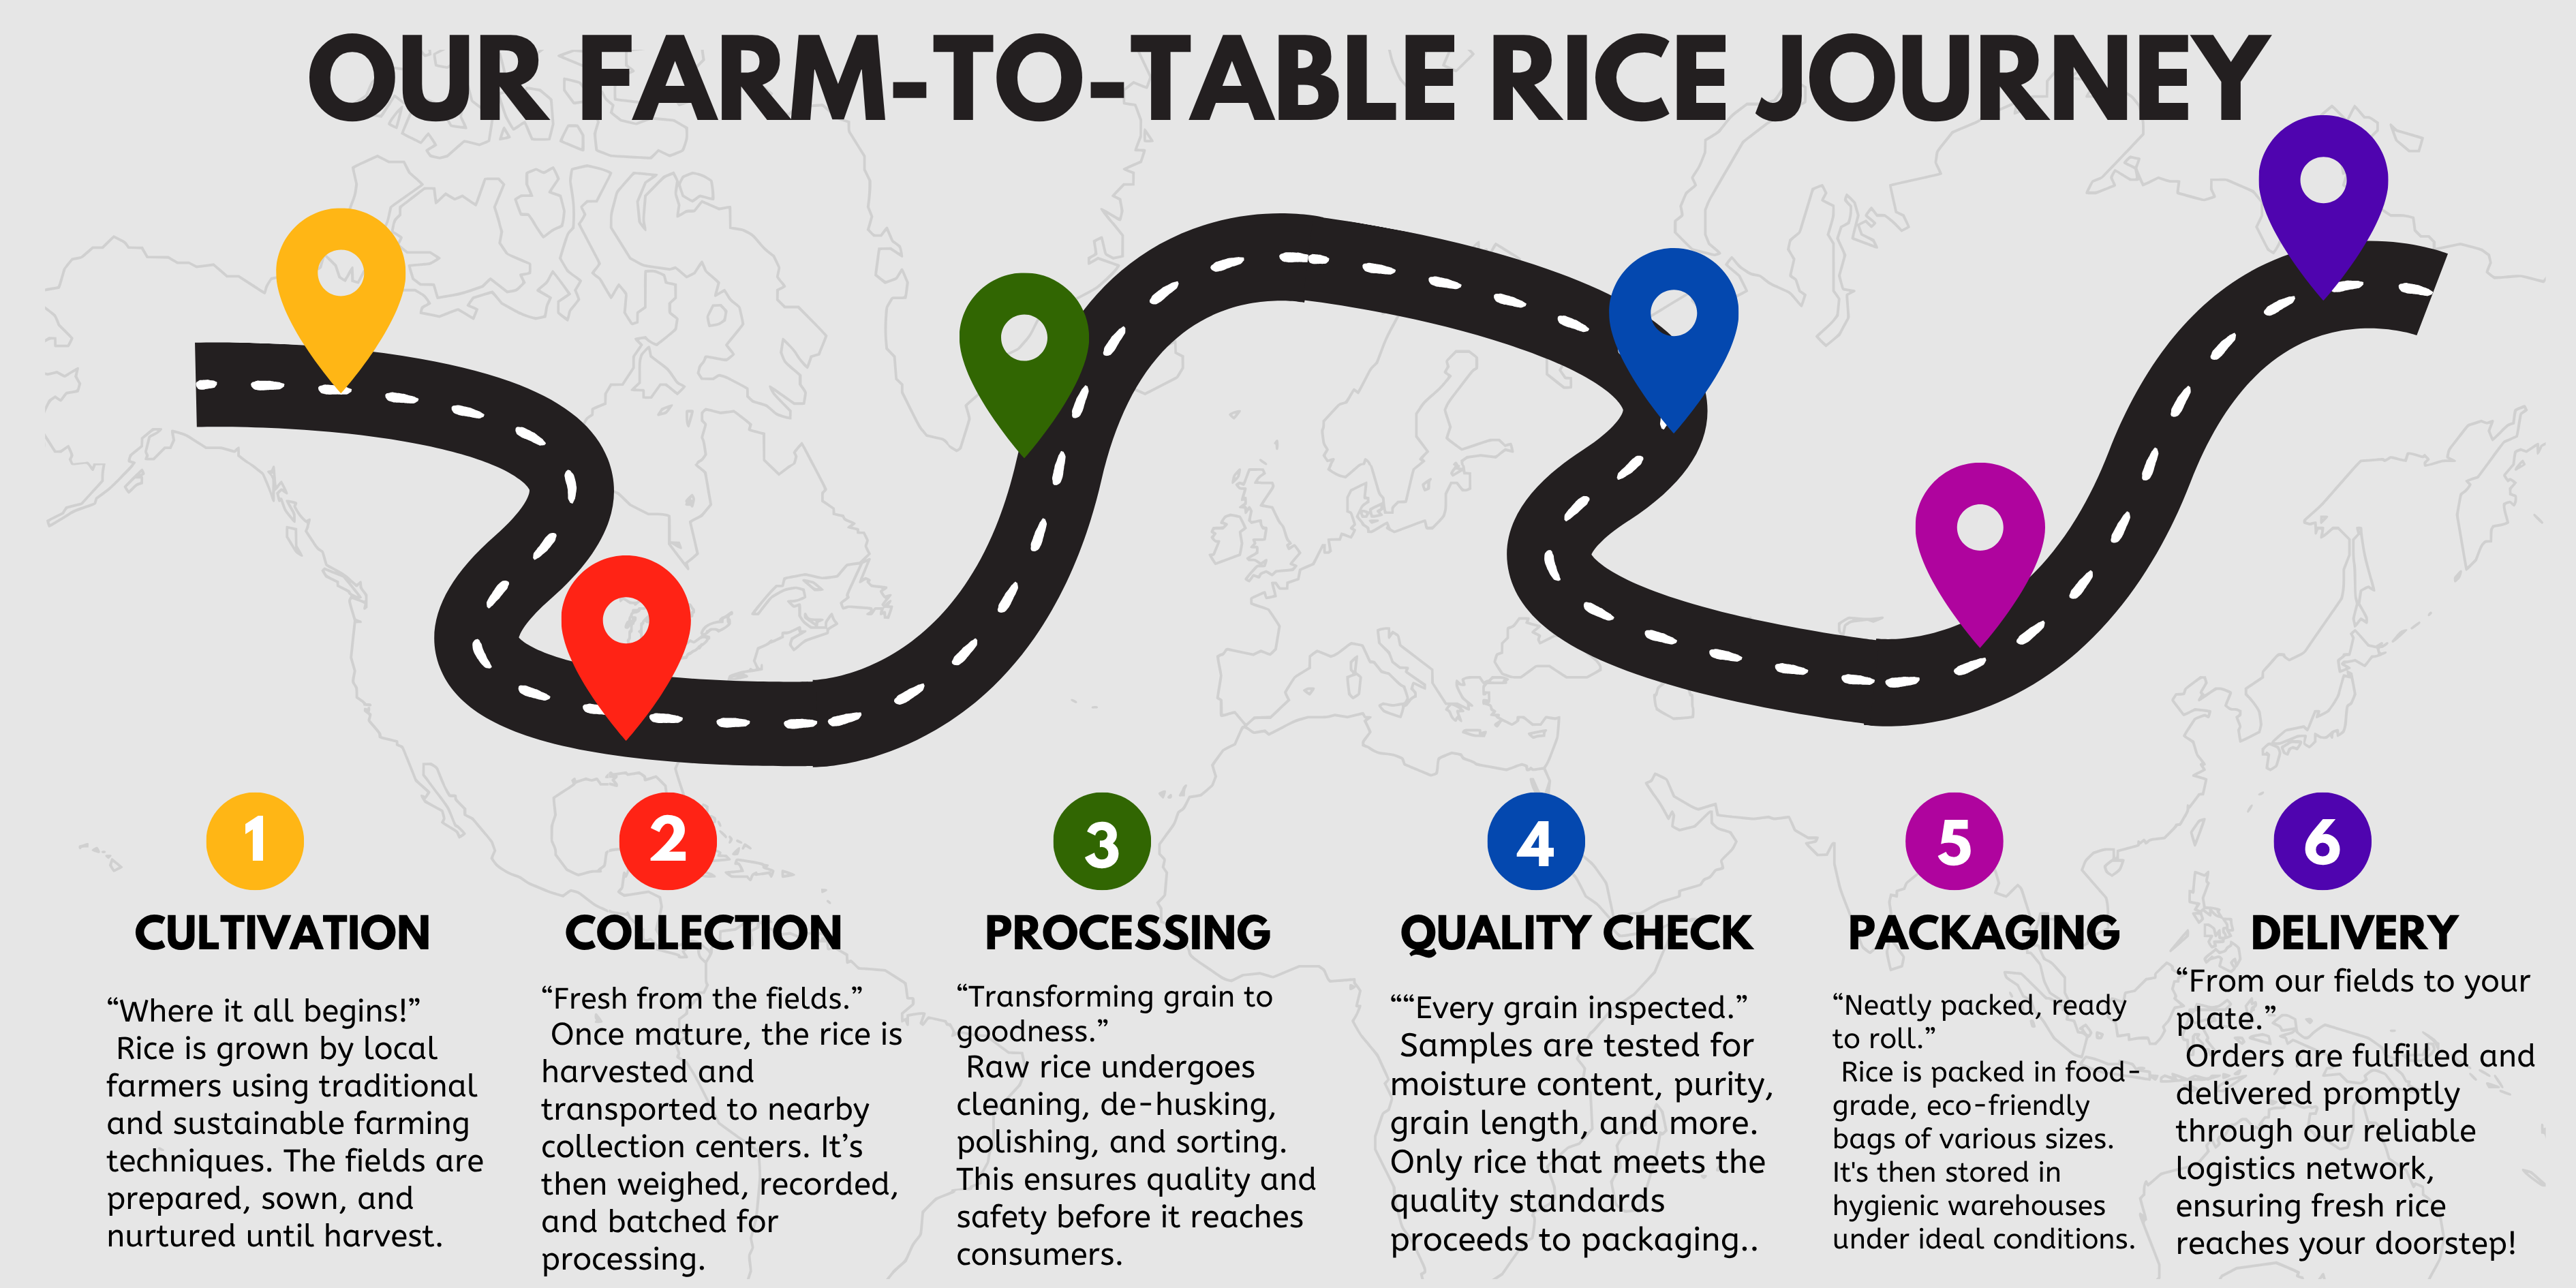 OUR FARM-TO-TABLE RICE JOURNEY
1
CULTIVATION
“Where it all begins!”
Rice is grown by local
farmers using traditional
and sustainable farming
techniques. The fields are
prepared, sown, and
nurtured until harvest.
2
COLLECTION
“Fresh from the fields.”
Once mature, the rice is
harvested and
transported to nearby
collection centers. It’s
then weighed, recorded,
and batched for
processing.
3
PROCESSING
“Transforming grain to
goodness.”
Raw rice undergoes
cleaning, de-husking,
polishing, and sorting.
This ensures quality and
safety before it reaches
consumers.
4
QUALITY CHECK
““Every grain inspected.”
Samples are tested for
moisture content, purity,
grain length, and more.
Only rice that meets the
quality standards
proceeds to packaging..
5
PACKAGING
“Neatly packed, ready
to roll.”
Rice is packed in food-
grade, eco-friendly
bags of various sizes.
It's then stored in
hygienic warehouses
under ideal conditions.
6
DELIVERY
“From our fields to your
plate.”
Orders are fulfilled and
delivered promptly
through our reliable
logistics network,
ensuring fresh rice
reaches your doorstep!